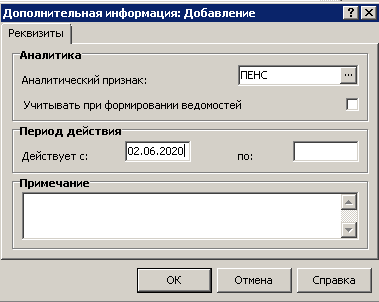 Дополнительная информация: Добавление
Реквизиты
Аналитика
Аналитический признак: ПЕНС ...
Учитывать при формировании ведомостей
Период действия
Действует с: 02.06.2020 по:
Примечание
ОК Отмена Справка